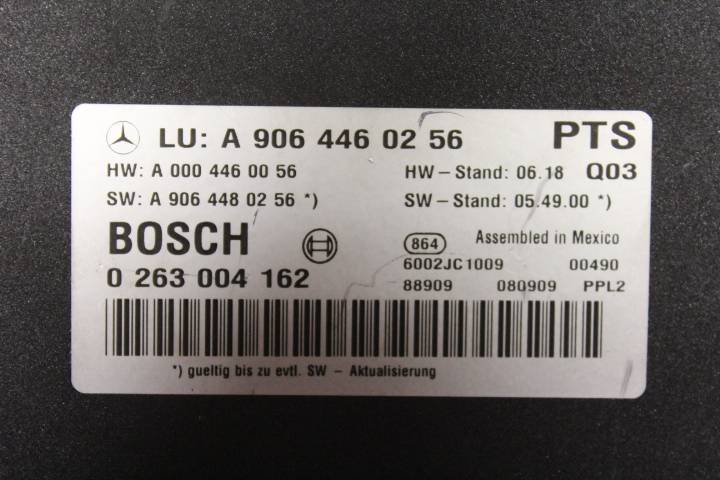 LU: A 906 446 02 56 PTS
HW: A 000 446 00 56 HW-Stand: 06.18 Q03
SW: A 906 448 02 56 *) SW-Stand: 05.49.00 *)
BOSCH 864 Assembled in Mexico
0 263 004 162 6002JC1009 00490
88909 080909 PPL2
*) gueltig bis zu evtl. SW - Aktualisierung